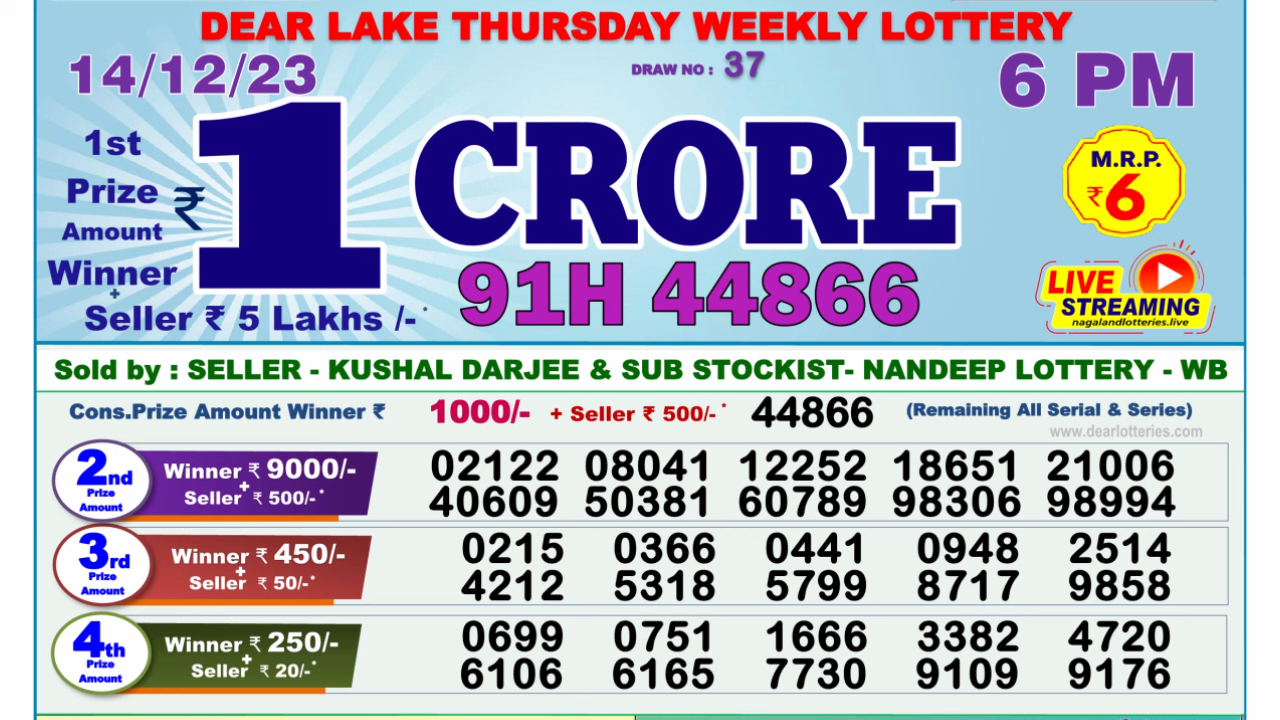 DEAR LAKE THURSDAY WEEKLY LOTTERY
14/12/23
DRAW NO : 37
6 PM
1st
Prize
Amount
Winner
+
Seller ₹ 5 Lakhs /-*
₹ 1 CRORE
91H 44866
M.R.P.
₹6
LIVE
STREAMING
nagalandlotteries.live
Sold by : SELLER - KUSHAL DARJEE & SUB STOCKIST- NANDEEP LOTTERY - WB
Cons.Prize Amount Winner ₹ 1000/- + Seller ₹ 500/-* 44866 (Remaining All Serial & Series)
www.dearlotteries.com
2nd
Prize
Amount
Winner ₹ 9000/-
+
Seller ₹ 500/-*
02122 08041 12252 18651 21006
40609 50381 60789 98306 98994
3rd
Prize
Amount
Winner ₹ 450/-
+
Seller ₹ 50/-*
0215 0366 0441 0948 2514
4212 5318 5799 8717 9858
4th
Prize
Amount
Winner ₹ 250/-
+
Seller ₹ 20/-*
0699 0751 1666 3382 4720
6106 6165 7730 9109 9176